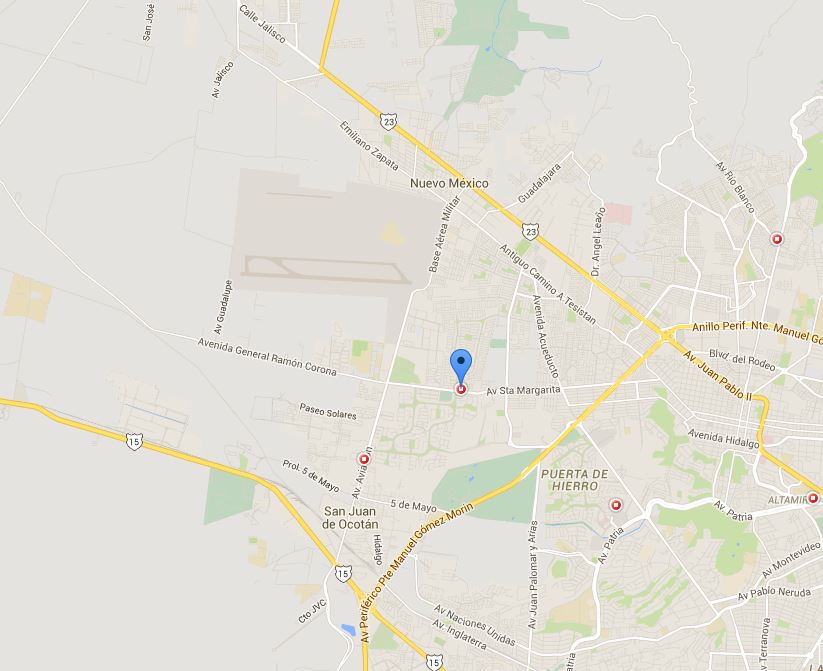 San José
Calle Jalisco
Av Jalisco
23
Emiliano Zapata
Nuevo México
Guadalajara
Av Rio Blanco
Base Aérea Militar
23
Dr. Angel Leaño
Antiguo Camino A Tesistan
Av Guadalupe
Avenida Acueducto
Anillo Perif. Nte. Manuel Gó
Avenida General Ramón Corona
Av. Juan Pablo II
Blvd. del Rodeo
Av Sta Margarita
Paseo Solares
15
Avenida Hidalgo
Prol. 5 de Mayo
PUERTA DE
HIERRO
5 de Mayo
San Juan
de Ocotán
Av. Patria
ALTAMIR
Av Periférico Pte Manuel Gómez Morin
Hidalgo
Av. Patria
Av Juan Palomar y Arias
15
Av Montevideo
Av Pablo Neruda
Cto JVC
Av Naciones Unidas
Av. Inglaterra
Av Terranova
15
Av Patria